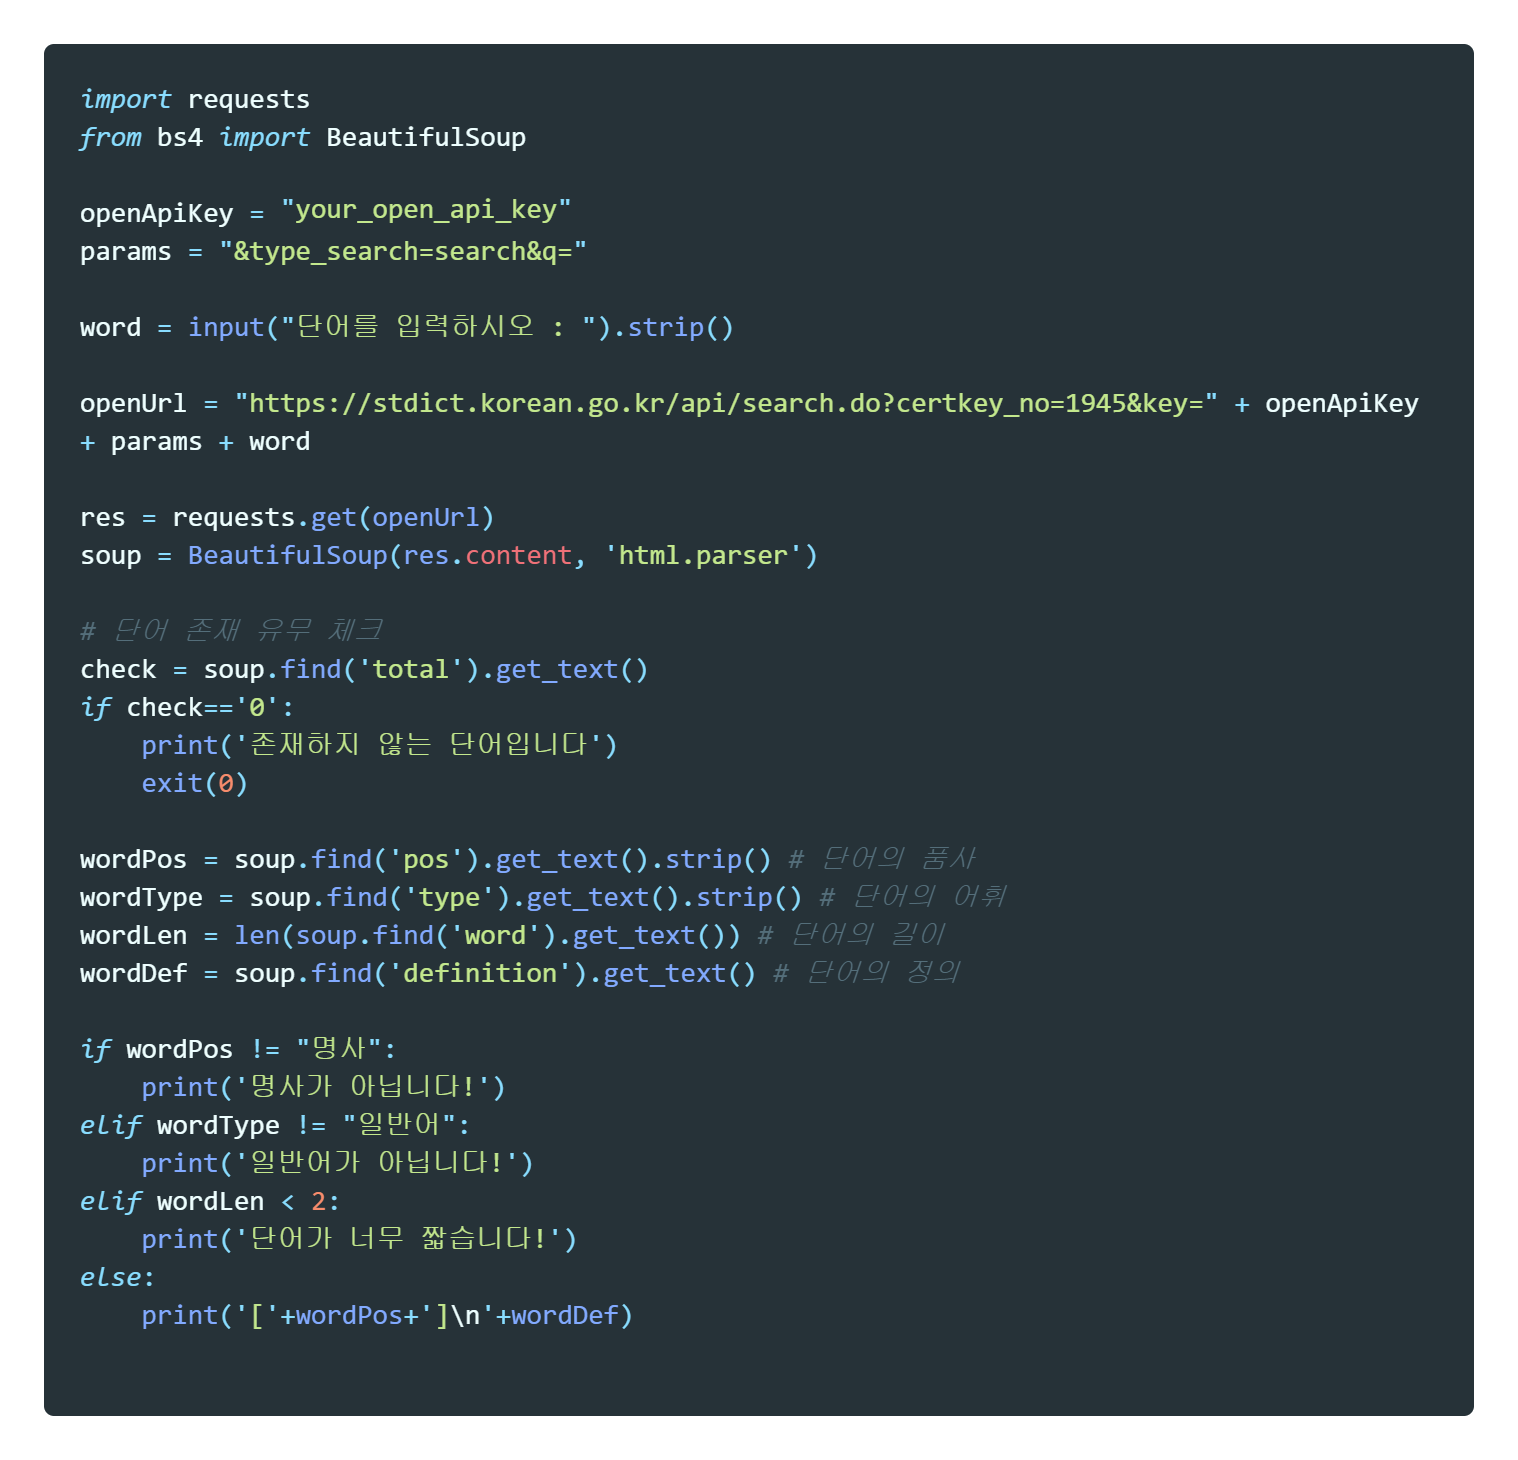 import requests
from bs4 import BeautifulSoup

openApiKey = "your_open_api_key"
params = "&type_search=search&q="

word = input("단어를 입력하시오 : ").strip()

openUrl = "https://stdict.korean.go.kr/api/search.do?certkey_no=1945&key=" + openApiKey
+ params + word

res = requests.get(openUrl)
soup = BeautifulSoup(res.content, 'html.parser')

# 단어 존재 유무 체크
check = soup.find('total').get_text()
if check=='0':
    print('존재하지 않는 단어입니다')
    exit(0)

wordPos = soup.find('pos').get_text().strip() # 단어의 품사
wordType = soup.find('type').get_text().strip() # 단어의 어휘
wordLen = len(soup.find('word').get_text()) # 단어의 길이
wordDef = soup.find('definition').get_text() # 단어의 정의

if wordPos != "명사":
    print('명사가 아닙니다!')
elif wordType != "일반어":
    print('일반어가 아닙니다!')
elif wordLen < 2:
    print('단어가 너무 짧습니다!')
else:
    print('['+wordPos+']\n'+wordDef)